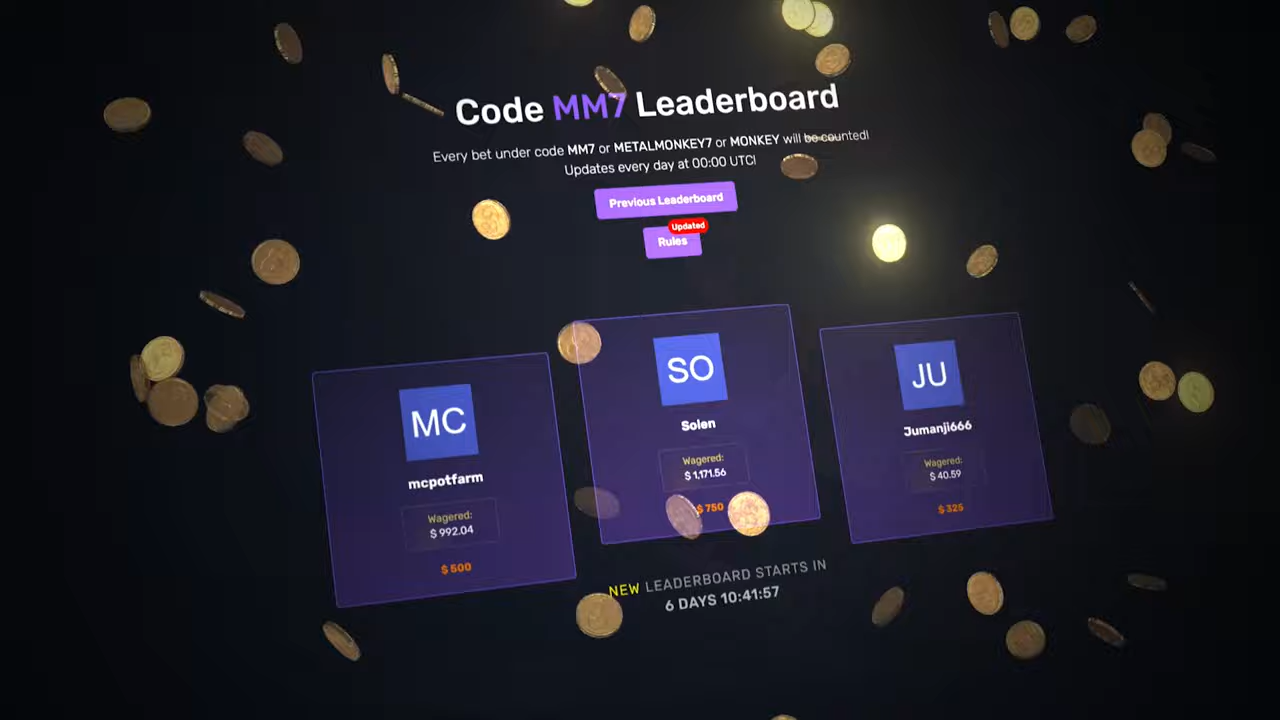 Code MM7 Leaderboard
Every bet under code MM7 or METALMONKEY7 or MONKEY will be counted!
Updates every day at 00:00 UTC!
Previous Leaderboard
Updated
Rules
MC
mcpotfarm
Wagered:
$ 992.04
$ 500
SO
Solen
Wagered:
$ 1,171.56
$ 750
JU
Jumanji666
Wagered:
$ 40.59
$ 325
NEW LEADERBOARD STARTS IN
6 DAYS 10:41:57